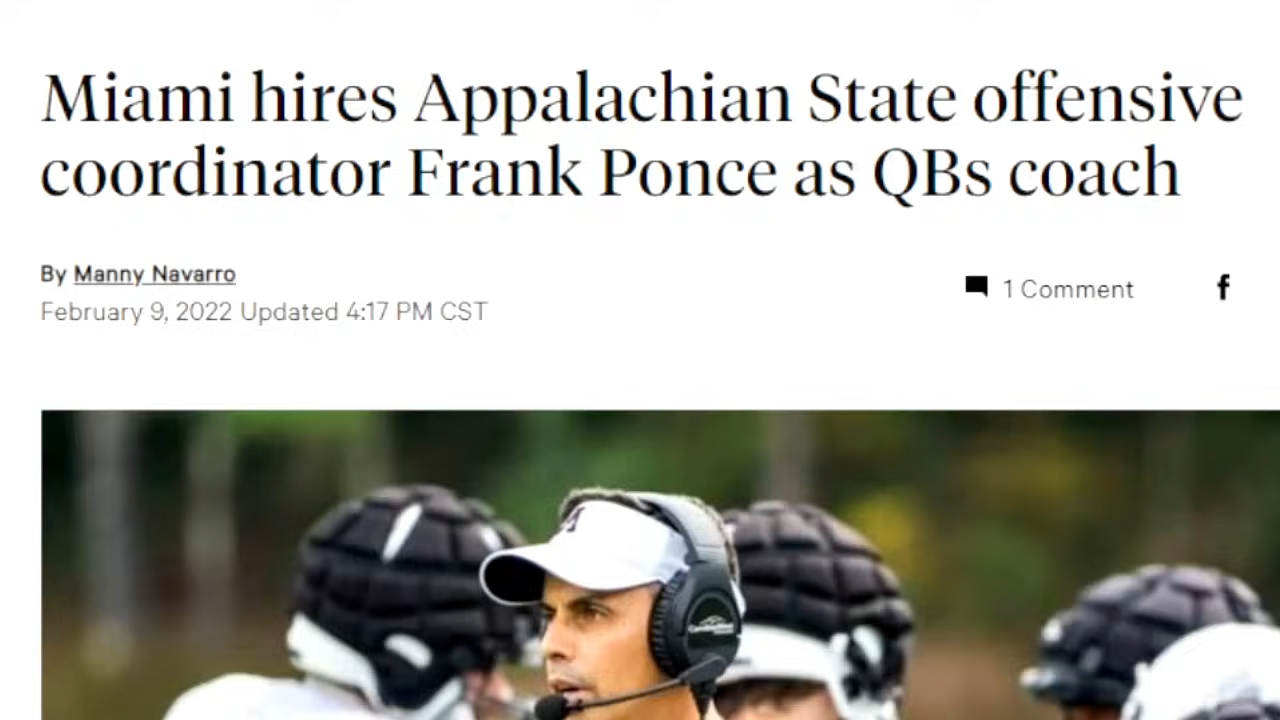 Miami hires Appalachian State offensive
coordinator Frank Ponce as QBs coach
By Manny Navarro
February 9, 2022 Updated 4:17 PM CST
1 Comment